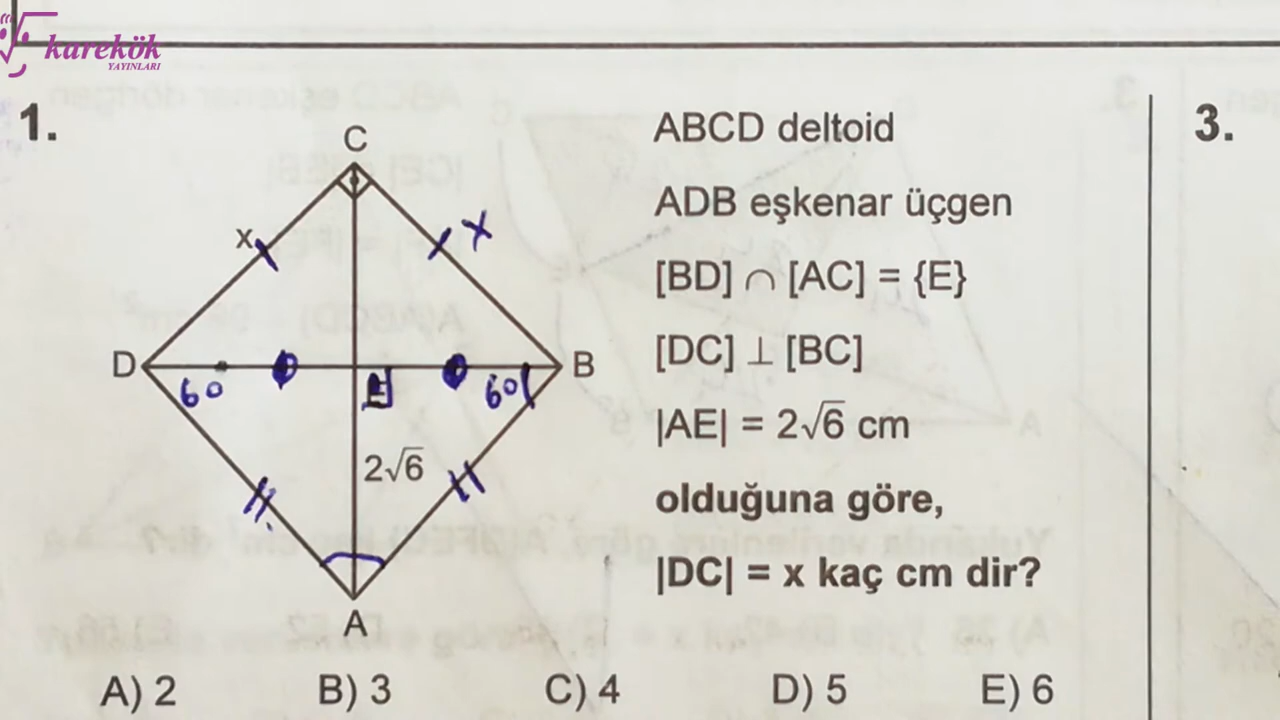 karekök
YAYINLARI
1.
ABCD deltoid
ADB eşkenar üçgen
[BD] ∩ [AC] = {E}
[DC] ⊥ [BC]
|AE| = 2√6 cm
olduğuna göre,
|DC| = x kaç cm dir?
C
x
x
D
B
60
E
60
2√6
A
A) 2 B) 3 C) 4 D) 5 E) 6
3.